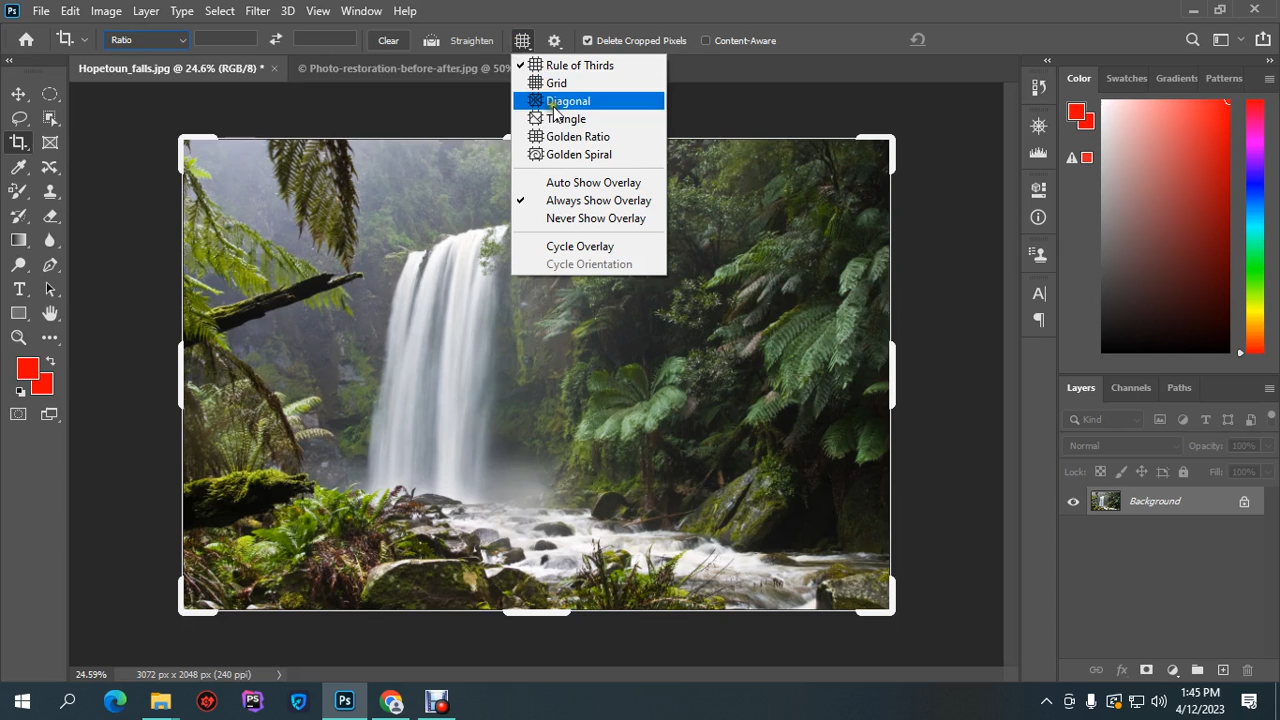 Ps File Edit Image Layer Type Select Filter 3D View Window Help
Ratio Clear Straighten Delete Cropped Pixels Content-Aware
Hopetoun_falls.jpg @ 24.6% (RGB/8) * × © Photo-restoration-before-after.jpg @ 50%
Rule of Thirds
Grid
Diagonal
Triangle
Golden Ratio
Golden Spiral
Auto Show Overlay
Always Show Overlay
Never Show Overlay
Cycle Overlay
Cycle Orientation
Color Swatches Gradients Patterns
Layers Channels Paths
Kind
Normal Opacity: 100%
Lock: Fill: 100%
Background
24.59% 3072 px x 2048 px (240 ppi)
1:45 PM
4/12/2023